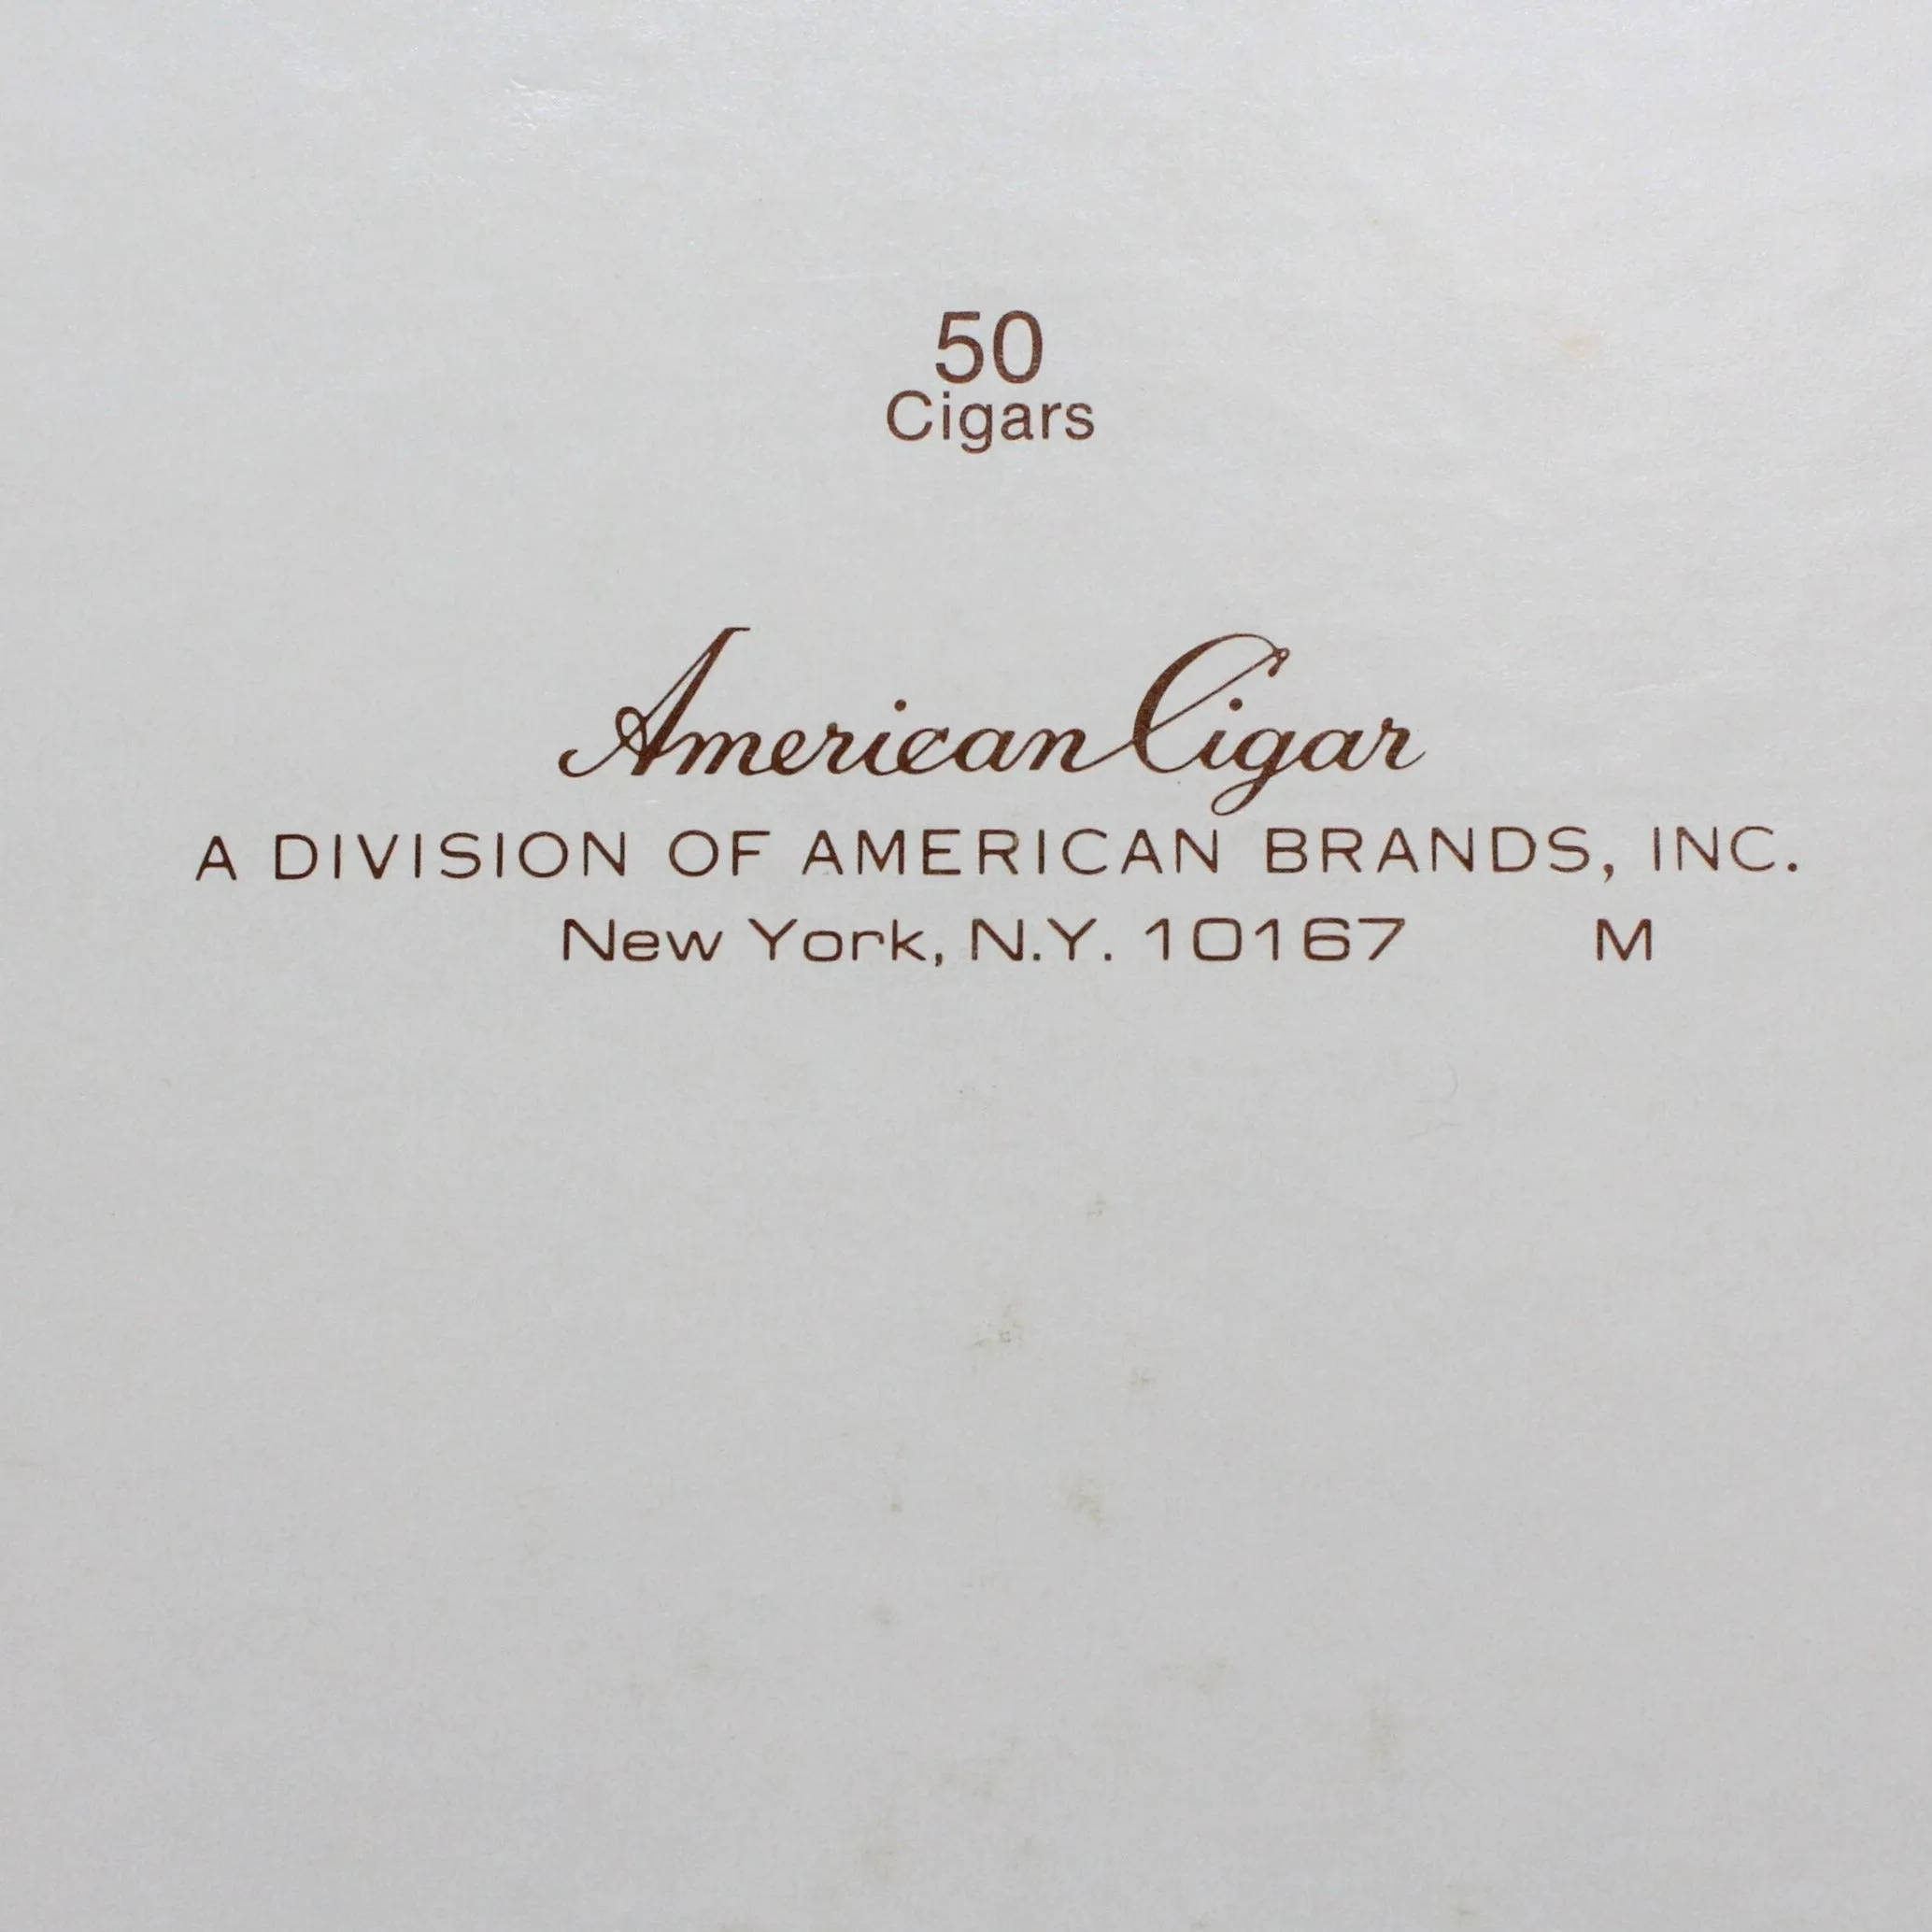 50
Cigars
American Cigar
A DIVISION OF AMERICAN BRANDS, INC.
New York, N.Y. 10167 M